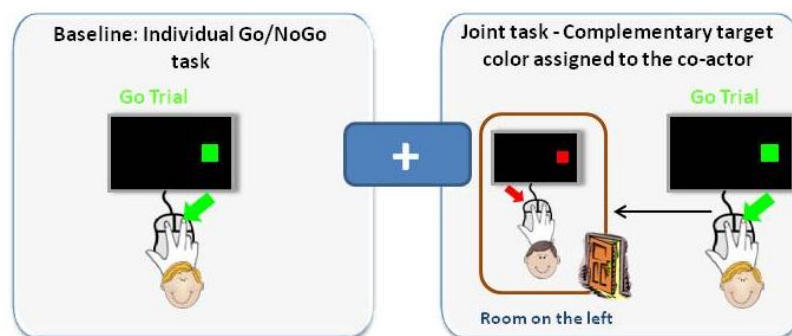 Baseline: Individual Go/NoGo
task
Go Trial
+
Joint task - Complementary target
color assigned to the co-actor
Go Trial
Room on the left